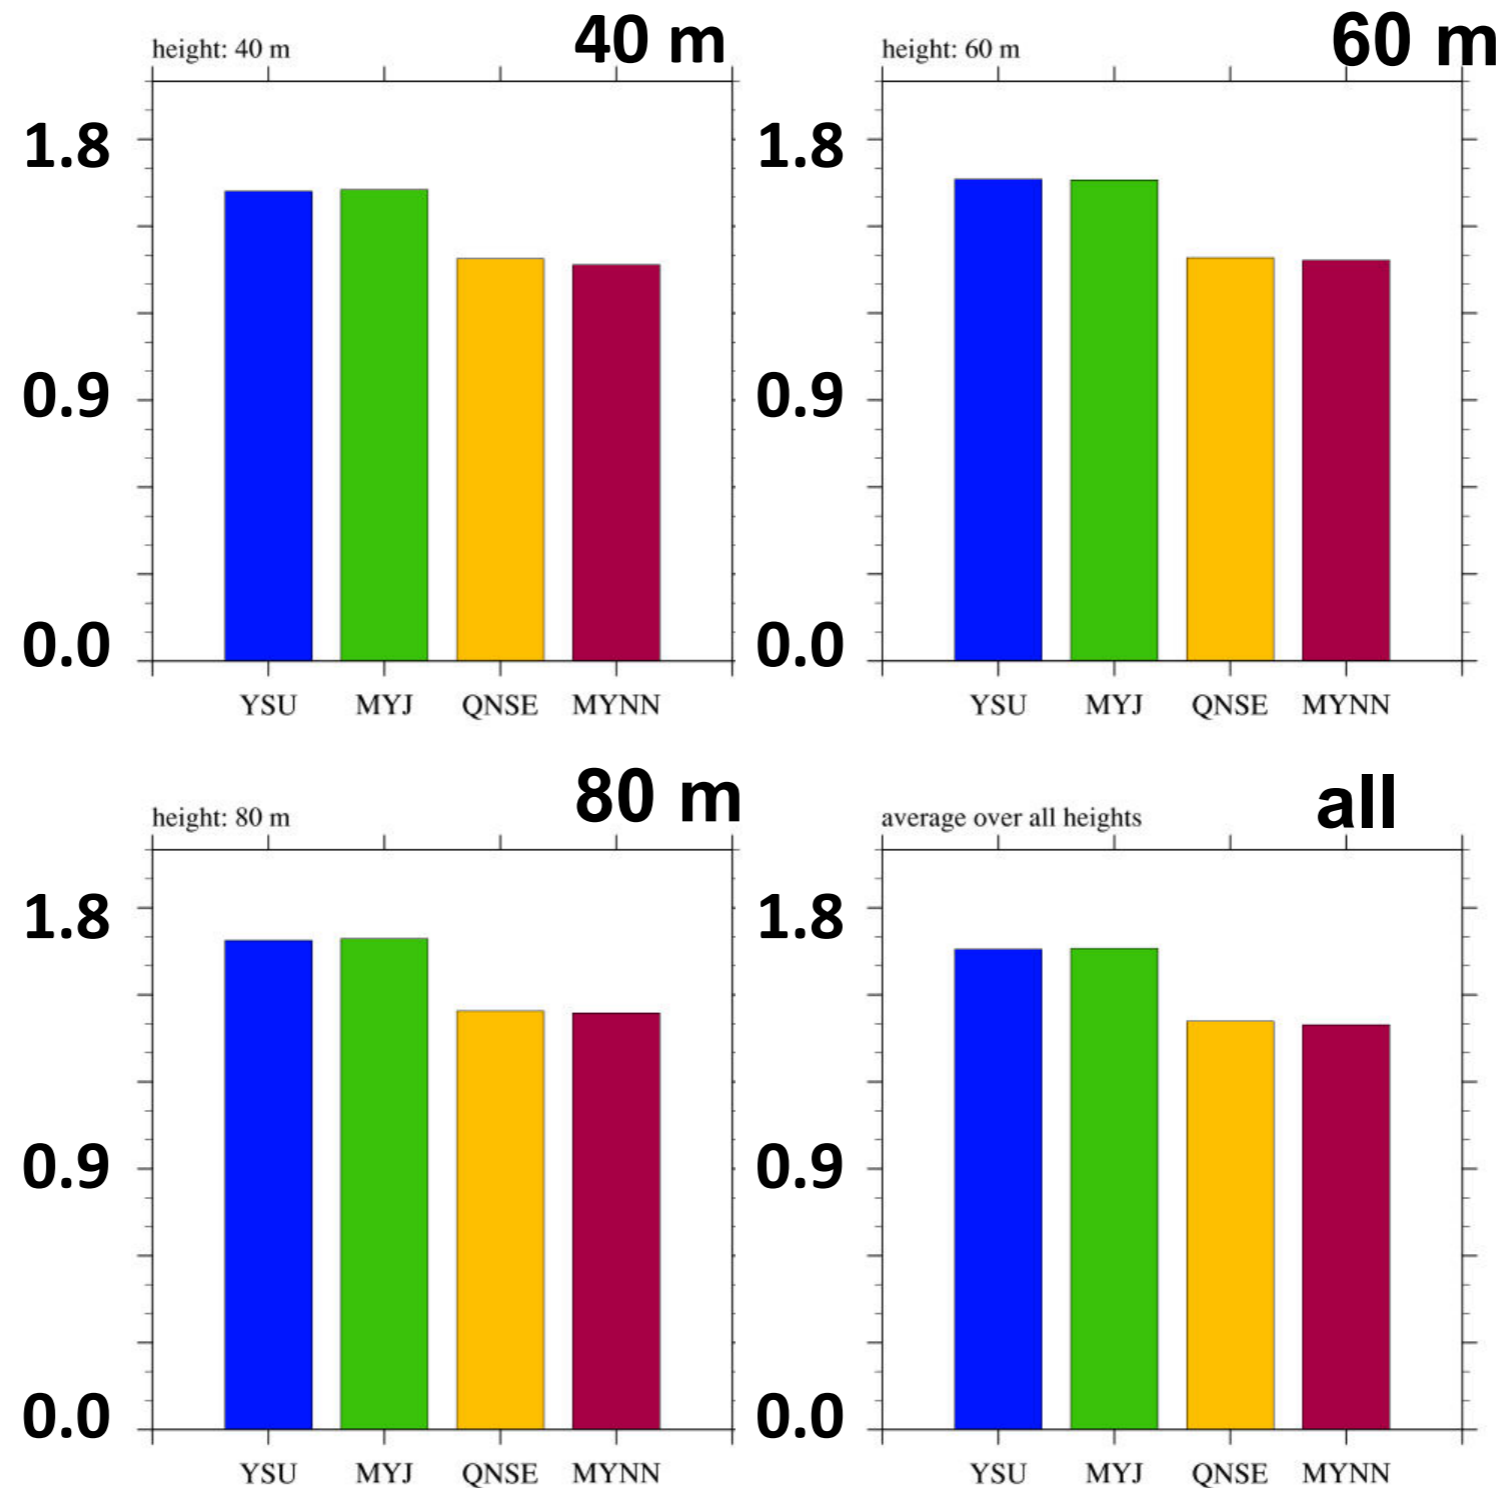 height: 40 m
40 m
1.8
0.9
0.0
YSU MYJ QNSE MYNN
height: 60 m
60 m
1.8
0.9
0.0
YSU MYJ QNSE MYNN
height: 80 m
80 m
1.8
0.9
0.0
YSU MYJ QNSE MYNN
average over all heights
all
1.8
0.9
0.0
YSU MYJ QNSE MYNN